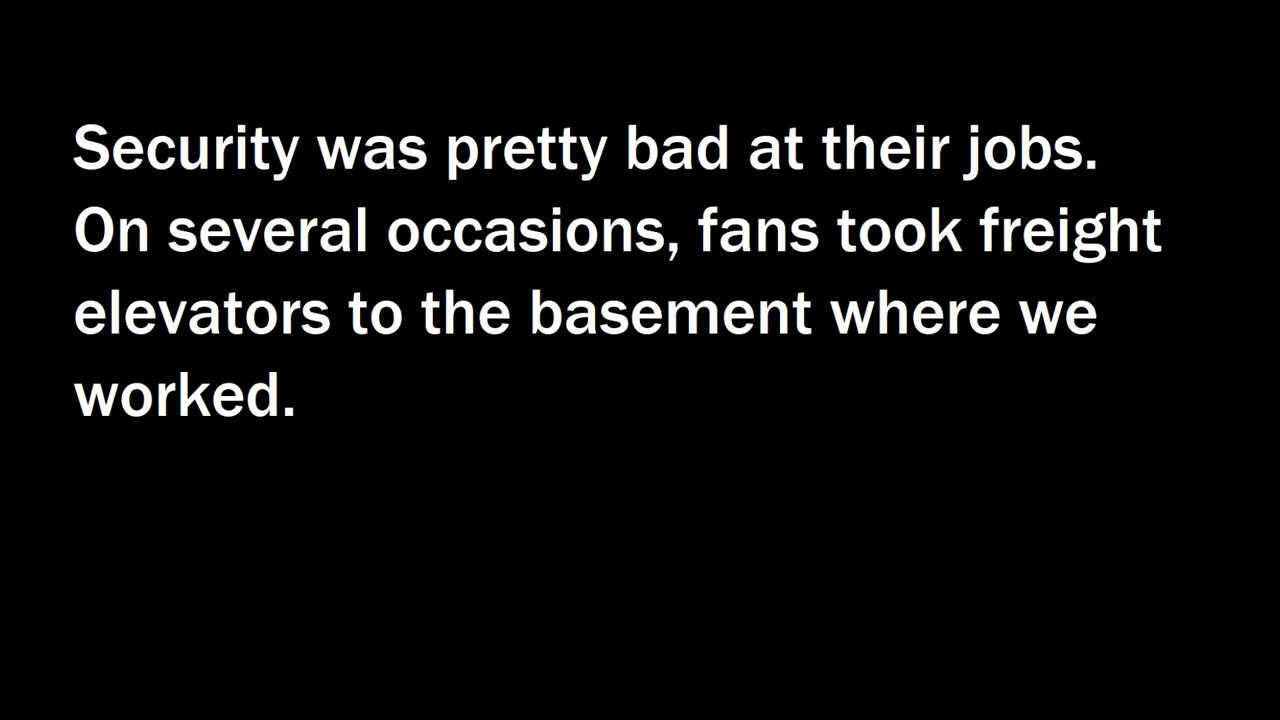 Security was pretty bad at their jobs.
On several occasions, fans took freight
elevators to the basement where we
worked.